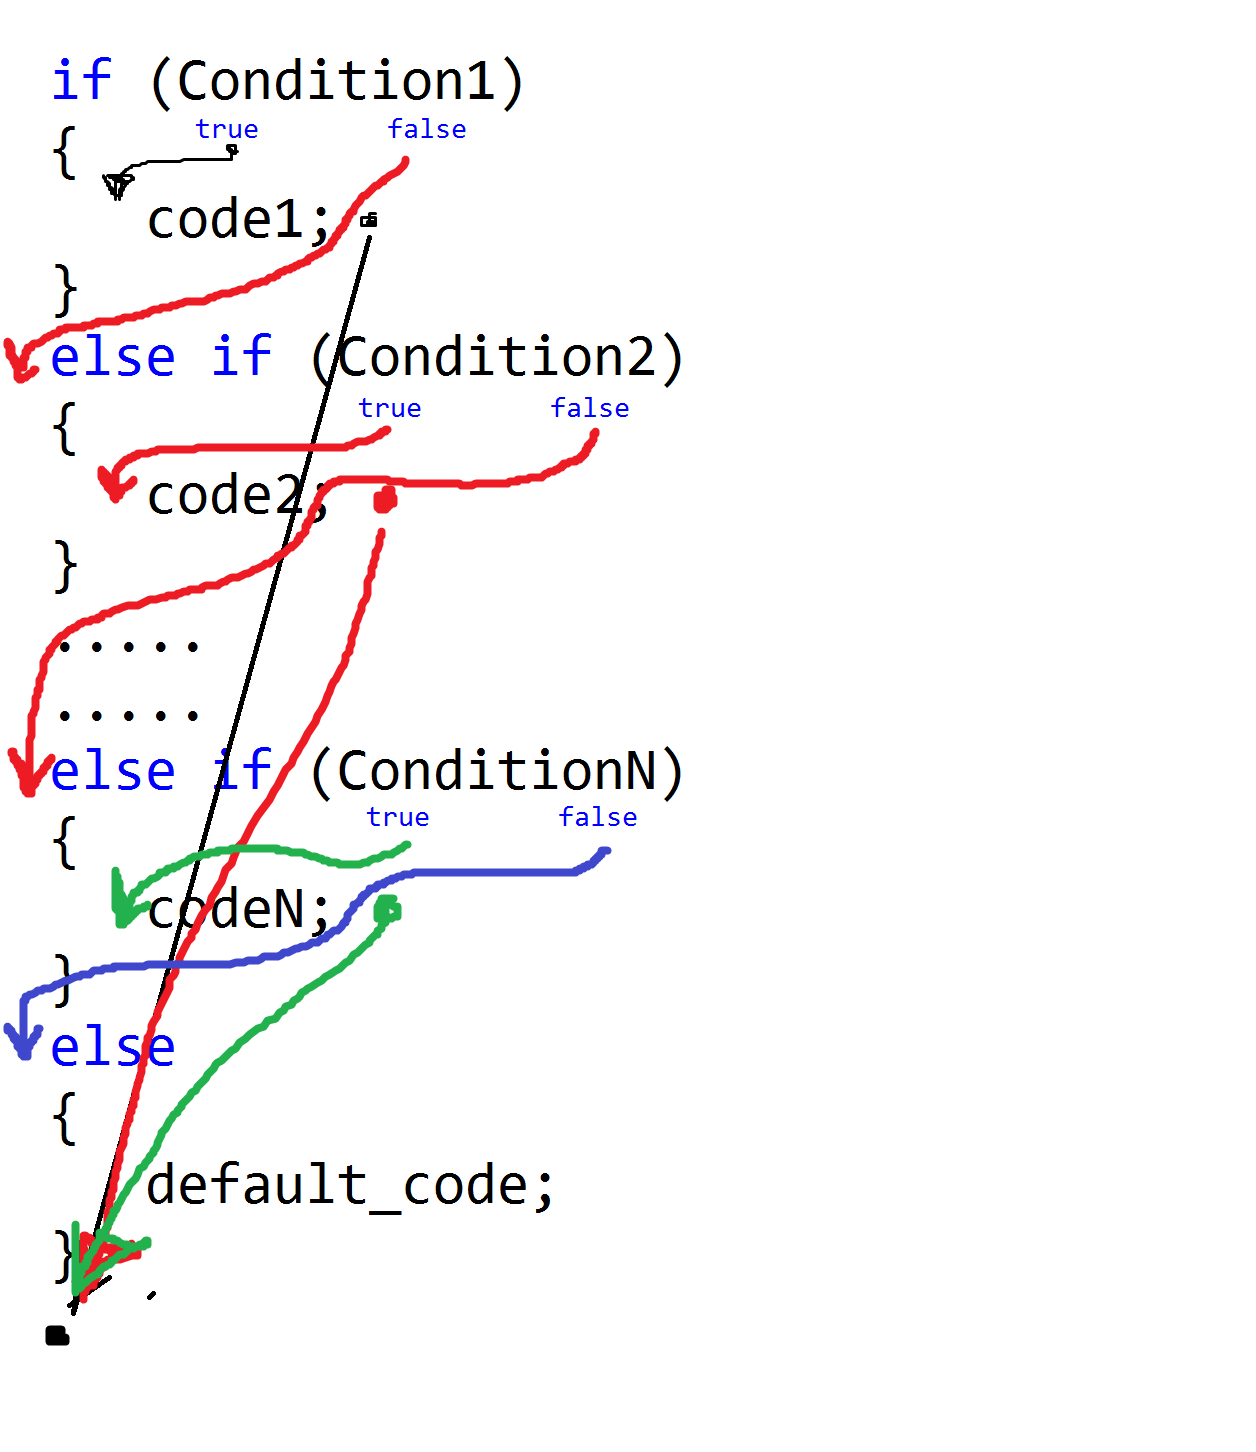 if (Condition1)
true false
{
code1;
}
else if (Condition2)
true false
{
code2;
}
.....
.....
else if (ConditionN)
true false
{
codeN;
}
else
{
default_code;
}